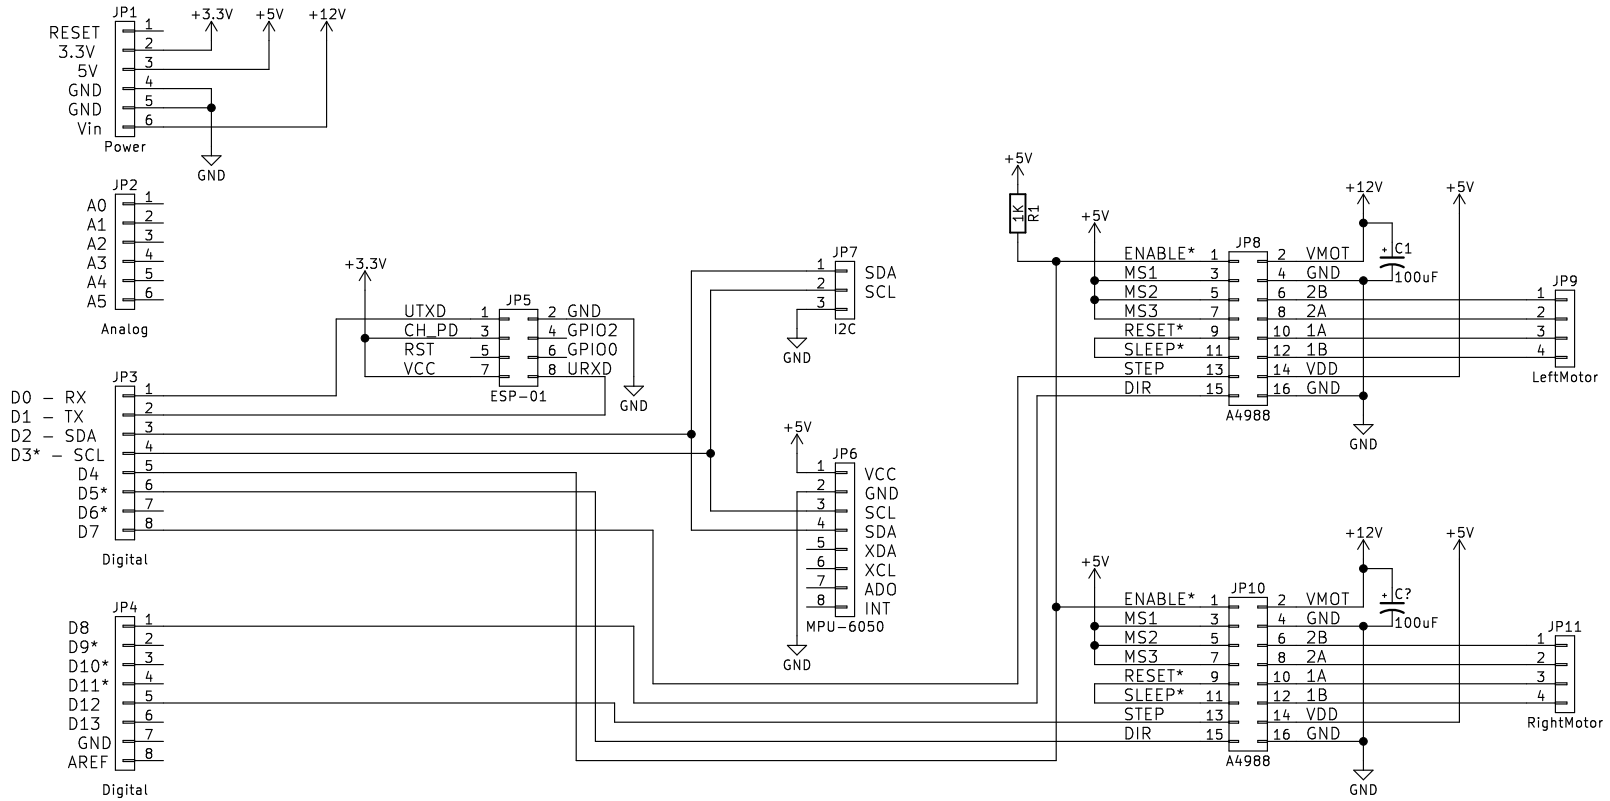 JP1
RESET 1
3.3V 2
5V 3
GND 4
GND 5
Vin 6
Power
+3.3V +5V +12V
GND
JP2
A0 1
A1 2
A2 3
A3 4
A4 5
A5 6
Analog
JP3
D0 - RX 1
D1 - TX 2
D2 - SDA 3
D3* - SCL 4
D4 5
D5* 6
D6* 7
D7 8
Digital
JP4
D8 1
D9* 2
D10* 3
D11* 4
D12 5
D13 6
GND 7
AREF 8
Digital
+3.3V
JP5
UTXD 1 2 GND
CH_PD 3 4 GPIO2
RST 5 6 GPIO0
VCC 7 8 URXD
ESP-01
GND
JP7
1 SDA
2 SCL
3
I2C
GND
+5V
JP6
1 VCC
2 GND
3 SCL
4 SDA
5 XDA
6 XCL
7 ADO
8 INT
MPU-6050
GND
+5V
1K R1
+5V
+12V +5V
C1
100uF
JP8
ENABLE* 1 2 VMOT
MS1 3 4 GND
MS2 5 6 2B
MS3 7 8 2A
RESET* 9 10 1A
SLEEP* 11 12 1B
STEP 13 14 VDD
DIR 15 16 GND
A4988
GND
JP9
1
2
3
4
LeftMotor
+5V
+12V +5V
C?
100uF
JP10
ENABLE* 1 2 VMOT
MS1 3 4 GND
MS2 5 6 2B
MS3 7 8 2A
RESET* 9 10 1A
SLEEP* 11 12 1B
STEP 13 14 VDD
DIR 15 16 GND
A4988
GND
JP11
1
2
3
4
RightMotor